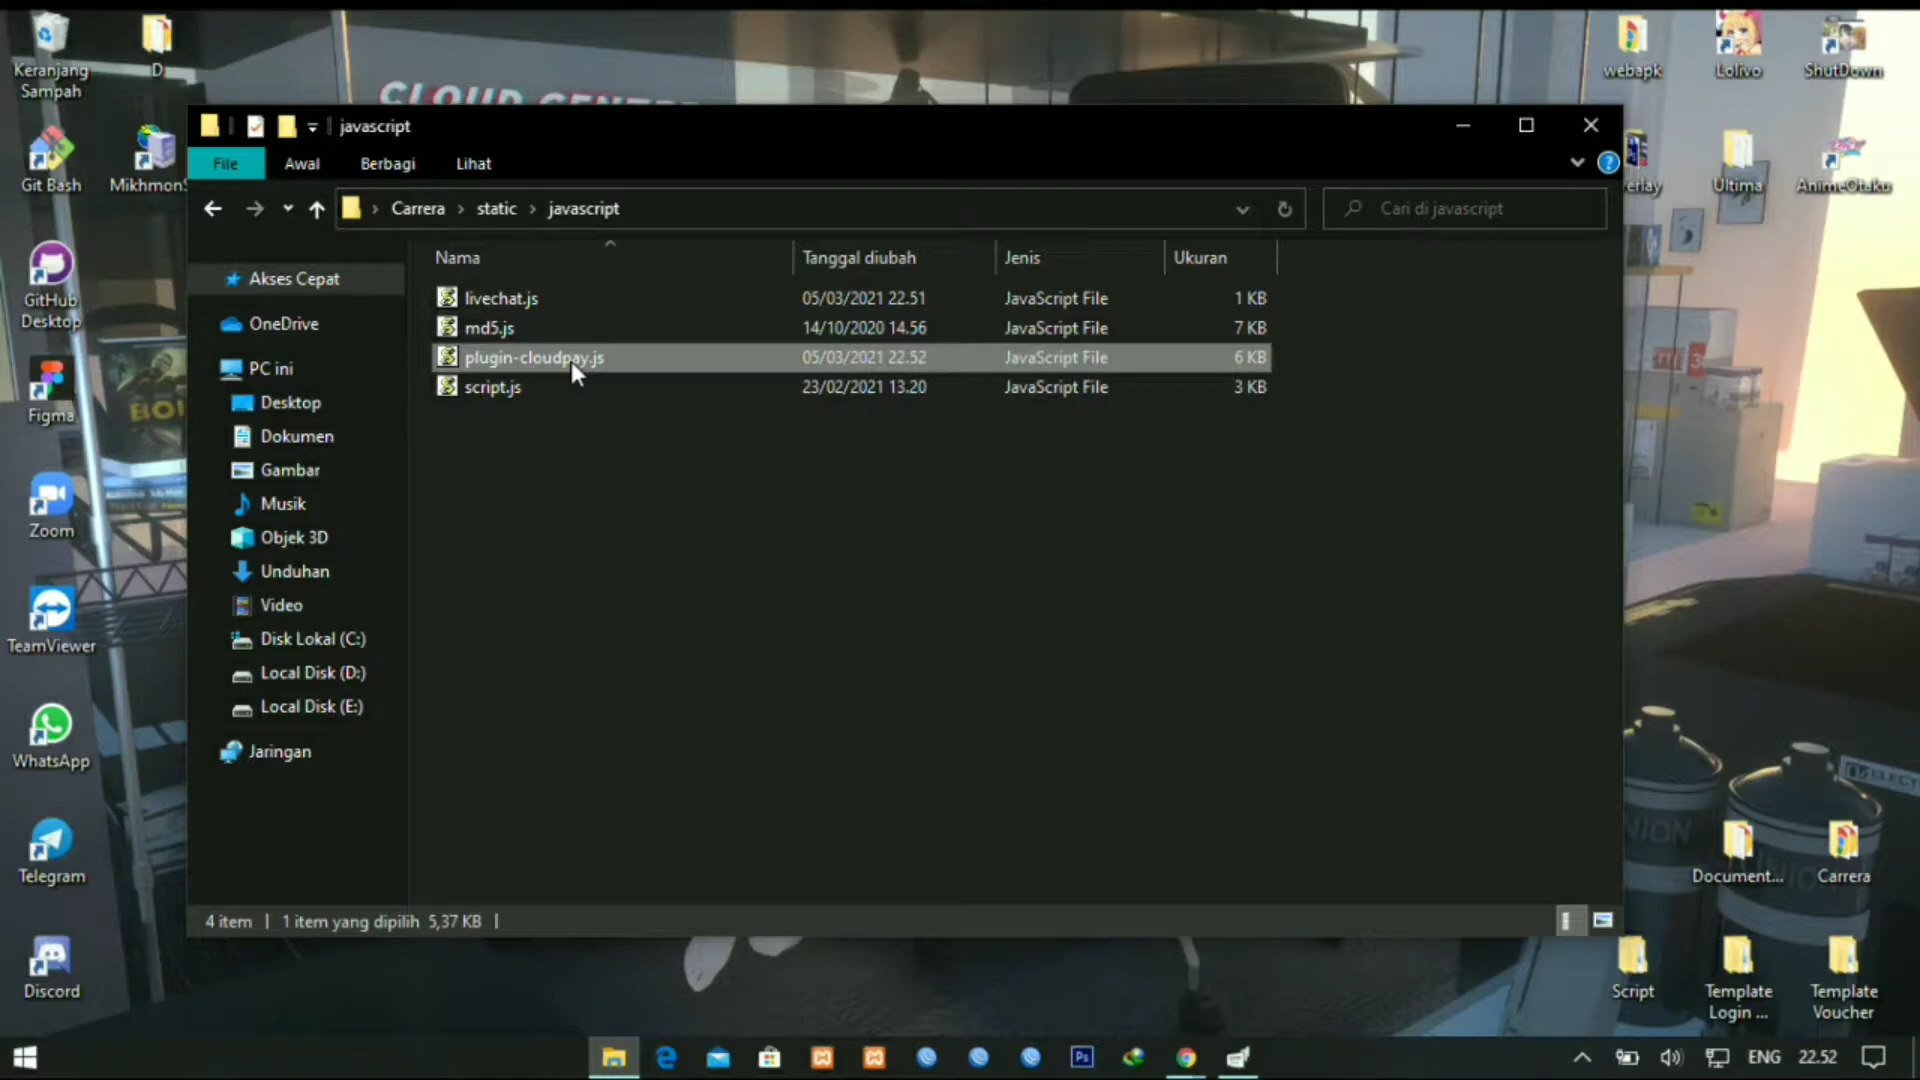 Keranjang
Sampah
D
webapk
Lolivo
ShutDown
javascript
File
Awal
Berbagi
Lihat
Git Bash
Ultima
AnimeOtaku
Carrera
static
javascript
Cari di javascript
Nama
Tanggal diubah
Jenis
Ukuran
Akses Cepat
livechat.js
05/03/2021 22.51
JavaScript File
1 KB
GitHub
Desktop
OneDrive
md5.js
14/10/2020 14.56
JavaScript File
7 KB
plugin-cloudpay.js
05/03/2021 22.52
JavaScript File
6 KB
PC ini
script.js
23/02/2021 13.20
JavaScript File
3 KB
Figma
Desktop
Dokumen
Gambar
Musik
Zoom
Objek 3D
Unduhan
Video
TeamViewer
Disk Lokal (C:)
Local Disk (D:)
Local Disk (E:)
WhatsApp
Jaringan
Telegram
Document...
Carrera
4 item
1 item yang dipilih 5,37 KB
Discord
Script
Template
Login ...
Template
Voucher
Ps
ENG
22.52